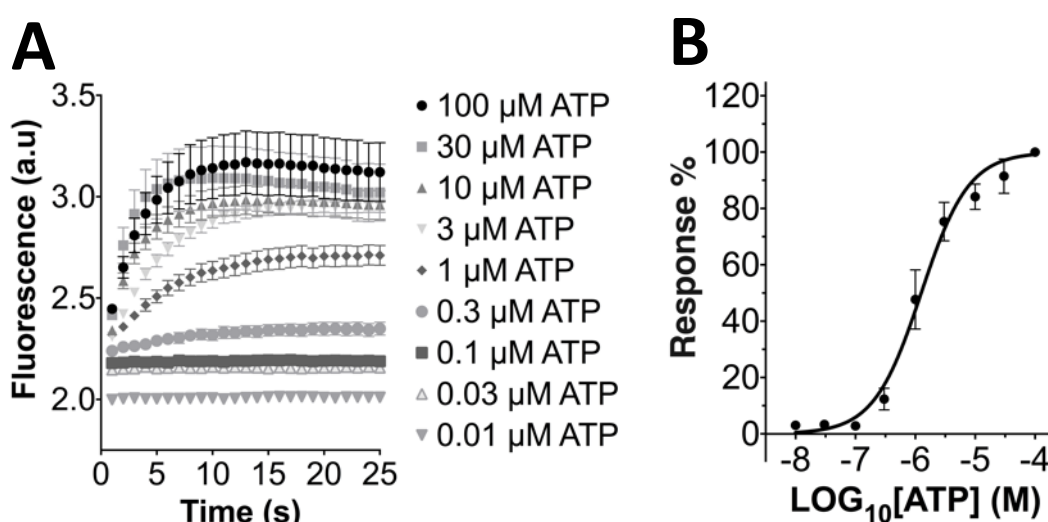 A
Fluorescence (a.u)
3.5
3.0
2.5
2.0
0 5 10 15 20 25
Time (s)
100 µM ATP
30 µM ATP
10 µM ATP
3 µM ATP
1 µM ATP
0.3 µM ATP
0.1 µM ATP
0.03 µM ATP
0.01 µM ATP
B
Response %
120
100
80
60
40
20
0
-8 -7 -6 -5 -4
LOG₁₀[ATP] (M)